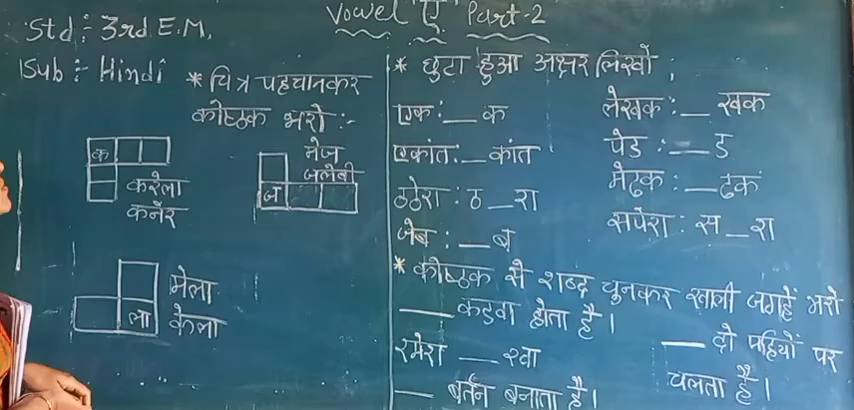 Vowel ए Part-2
Std :- 3rd E.M.
Sub :- Hindi
* चित्र पहचानकर
कोष्ठक भरो :-
क
करेला
कनेर
मेज
जलेबी
ज
मेला
केला
ला
* छुटा हुआ अक्षर लिखो ;
एक : __ क
एकांत : __ कांत
ठठेरा : ठ __ रा
जेब : __ ब
लेखक : __ खक
पेड : __ ड
मेढक : __ ढक
सपेरा : स __ रा
* कोष्ठक से शब्द चुनकर खाली जगहें भरो
__ कडवा होता है।
रमेश __
__ बर्तन बनाता है।
__ दो पहियों पर
चलता है।